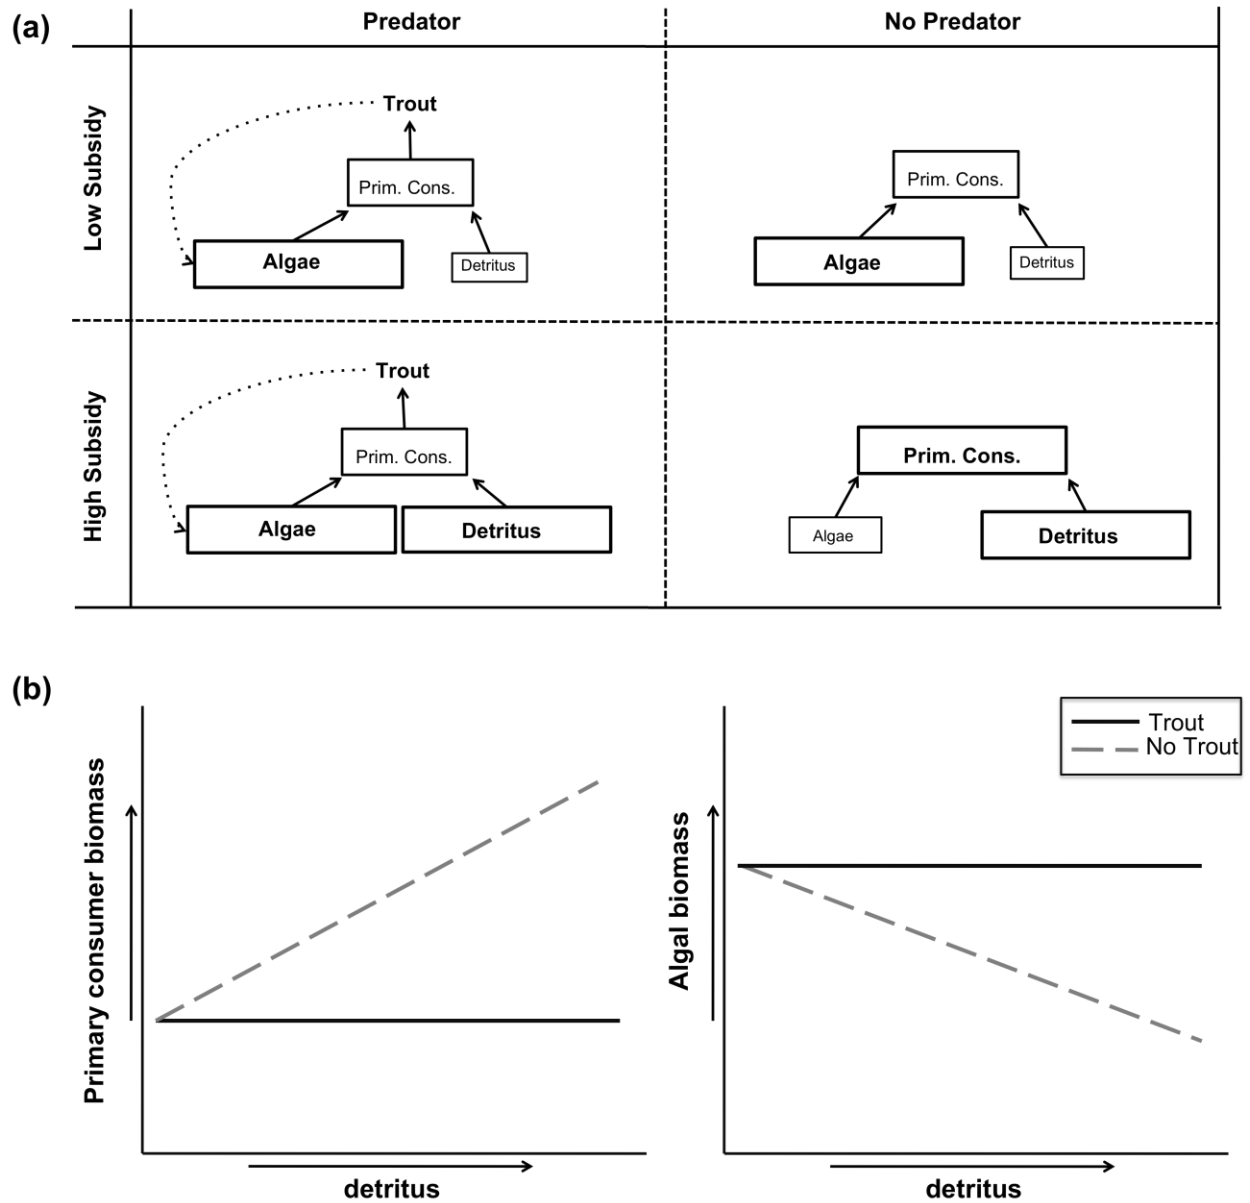 (a)
Predator
No Predator
Low Subsidy
Trout
Prim. Cons.
Algae
Detritus
Prim. Cons.
Algae
Detritus
High Subsidy
Trout
Prim. Cons.
Algae
Detritus
Prim. Cons.
Algae
Detritus
(b)
Primary consumer biomass
detritus
Algal biomass
detritus
Trout
No Trout